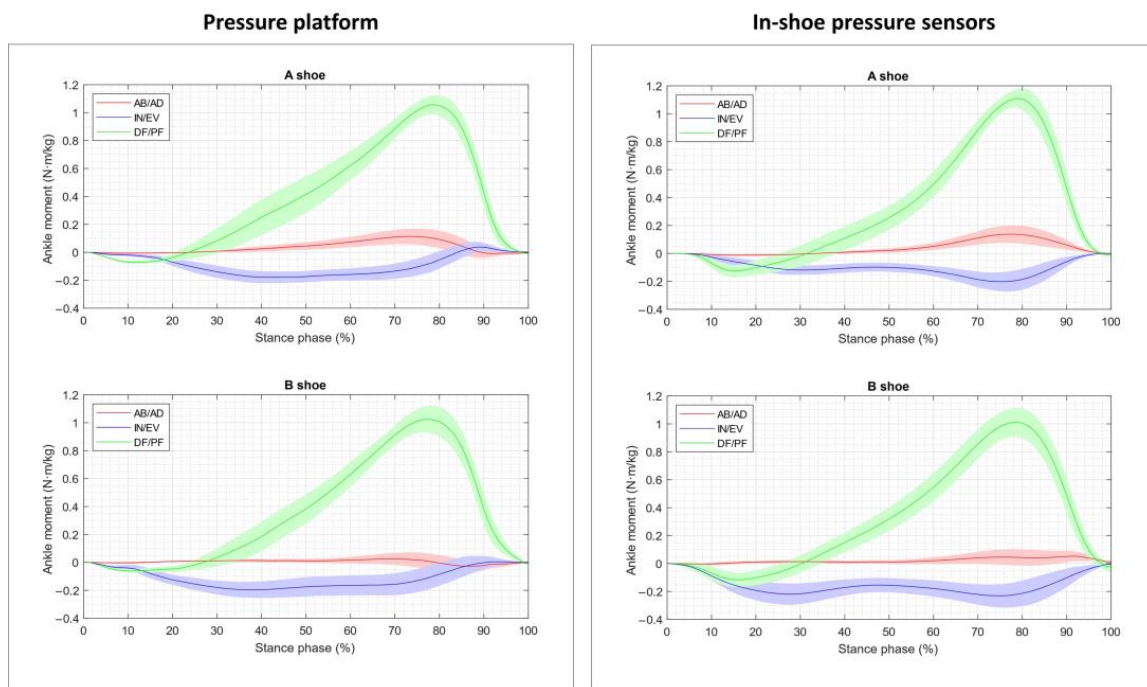 Pressure platform
A shoe
Ankle moment (N·m/kg)
1.2
1
0.8
0.6
0.4
0.2
0
−0.2
−0.4
AB/AD
IN/EV
DF/PF
0 10 20 30 40 50 60 70 80 90 100
Stance phase (%)
B shoe
Ankle moment (N·m/kg)
1.2
1
0.8
0.6
0.4
0.2
0
−0.2
−0.4
AB/AD
IN/EV
DF/PF
0 10 20 30 40 50 60 70 80 90 100
Stance phase (%)
In-shoe pressure sensors
A shoe
Ankle moment (N·m/kg)
1.2
1
0.8
0.6
0.4
0.2
0
−0.2
−0.4
AB/AD
IN/EV
DF/PF
0 10 20 30 40 50 60 70 80 90 100
Stance phase (%)
B shoe
Ankle moment (N·m/kg)
1.2
1
0.8
0.6
0.4
0.2
0
−0.2
−0.4
AB/AD
IN/EV
DF/PF
0 10 20 30 40 50 60 70 80 90 100
Stance phase (%)